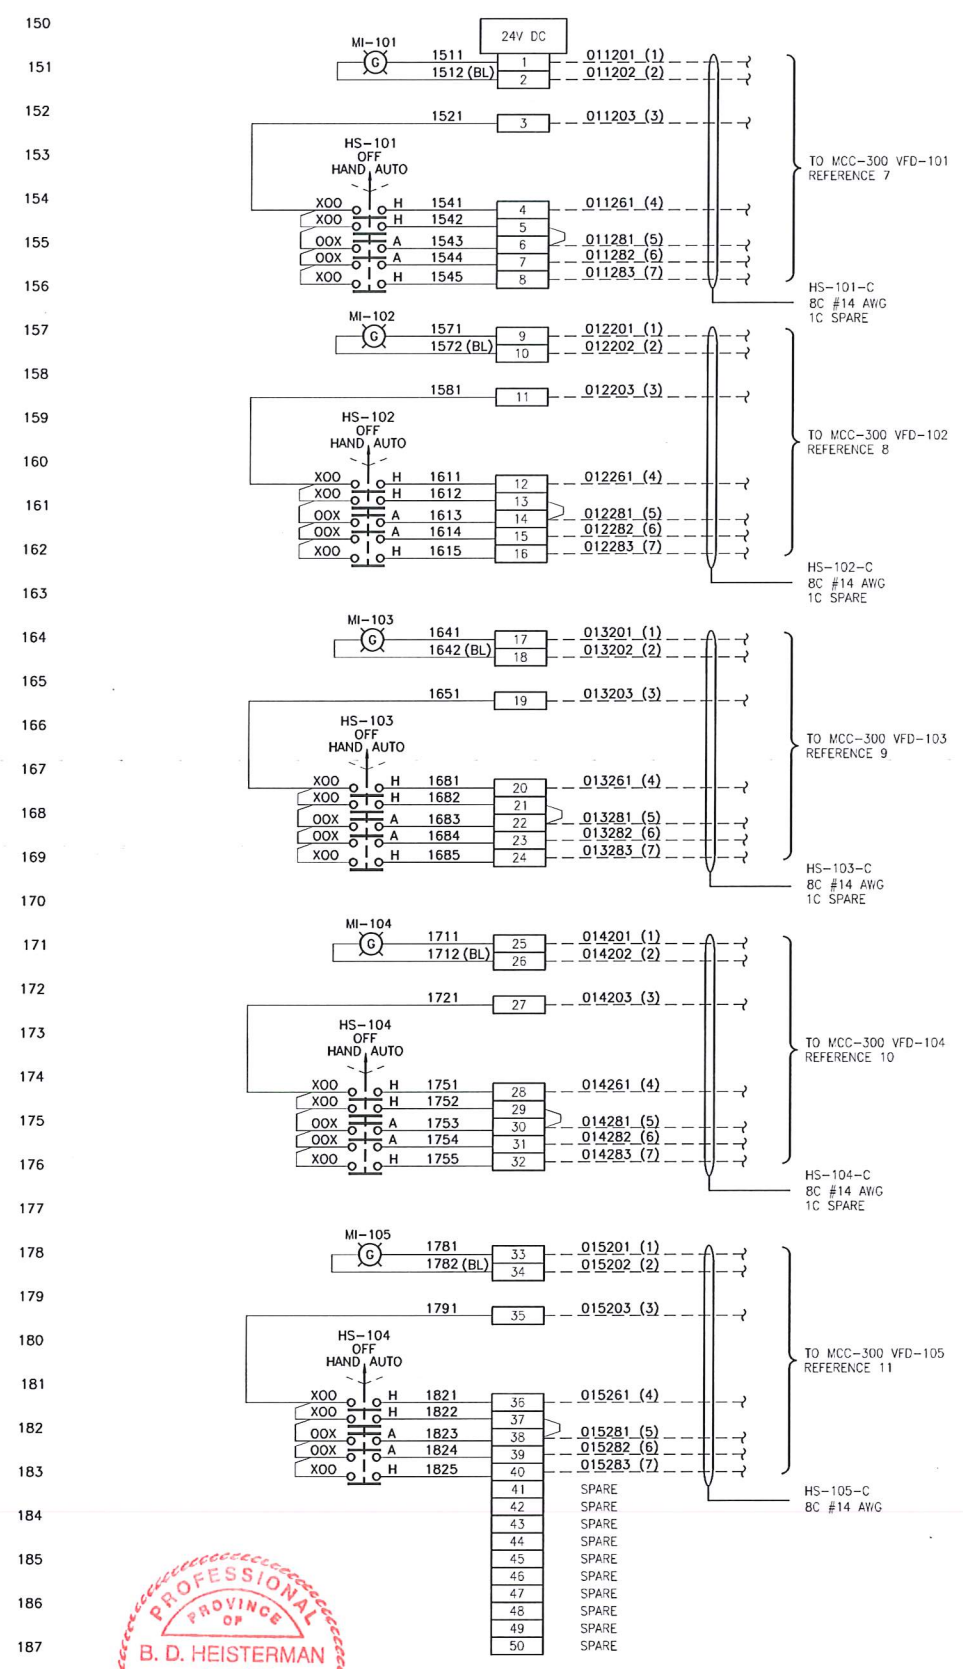 150
24V DC
MI-101
G
151
1511 1 011201 (1)
1512 (BL) 2 011202 (2)
152
1521 3 011203 (3)
153
HS-101
OFF
HAND AUTO
TO MCC-300 VFD-101
REFERENCE 7
154
XOO H 1541 4 011261 (4)
XOO H 1542 5
155
OOX A 1543 6 011281 (5)
OOX A 1544 7 011282 (6)
XOO H 1545 8 011283 (7)
156
HS-101-C
8C #14 AWG
1C SPARE
MI-102
G
157
1571 9 012201 (1)
1572 (BL) 10 012202 (2)
158
1581 11 012203 (3)
159
HS-102
OFF
HAND AUTO
TO MCC-300 VFD-102
REFERENCE 8
160
XOO H 1611 12 012261 (4)
XOO H 1612 13
161
OOX A 1613 14 012281 (5)
OOX A 1614 15 012282 (6)
162
XOO H 1615 16 012283 (7)
HS-102-C
8C #14 AWG
1C SPARE
163
MI-103
G
164
1641 17 013201 (1)
1642 (BL) 18 013202 (2)
165
1651 19 013203 (3)
166
HS-103
OFF
HAND AUTO
TO MCC-300 VFD-103
REFERENCE 9
167
XOO H 1681 20 013261 (4)
XOO H 1682 21
168
OOX A 1683 22 013281 (5)
OOX A 1684 23 013282 (6)
169
XOO H 1685 24 013283 (7)
HS-103-C
8C #14 AWG
1C SPARE
170
MI-104
G
171
1711 25 014201 (1)
1712 (BL) 26 014202 (2)
172
1721 27 014203 (3)
173
HS-104
OFF
HAND AUTO
TO MCC-300 VFD-104
REFERENCE 10
174
XOO H 1751 28 014261 (4)
XOO H 1752 29
175
OOX A 1753 30 014281 (5)
OOX A 1754 31 014282 (6)
176
XOO H 1755 32 014283 (7)
HS-104-C
8C #14 AWG
1C SPARE
177
MI-105
G
178
1781 33 015201 (1)
1782 (BL) 34 015202 (2)
179
1791 35 015203 (3)
180
HS-104
OFF
HAND AUTO
TO MCC-300 VFD-105
REFERENCE 11
181
XOO H 1821 36 015261 (4)
XOO H 1822 37
182
OOX A 1823 38 015281 (5)
OOX A 1824 39 015282 (6)
183
XOO H 1825 40 015283 (7)
HS-105-C
8C #14 AWG
41 SPARE
42 SPARE
184
43 SPARE
44 SPARE
185
45 SPARE
46 SPARE
47 SPARE
186
48 SPARE
49 SPARE
187
50 SPARE
PROFESSIONAL
PROVINCE
OF
B. D. HEISTERMAN